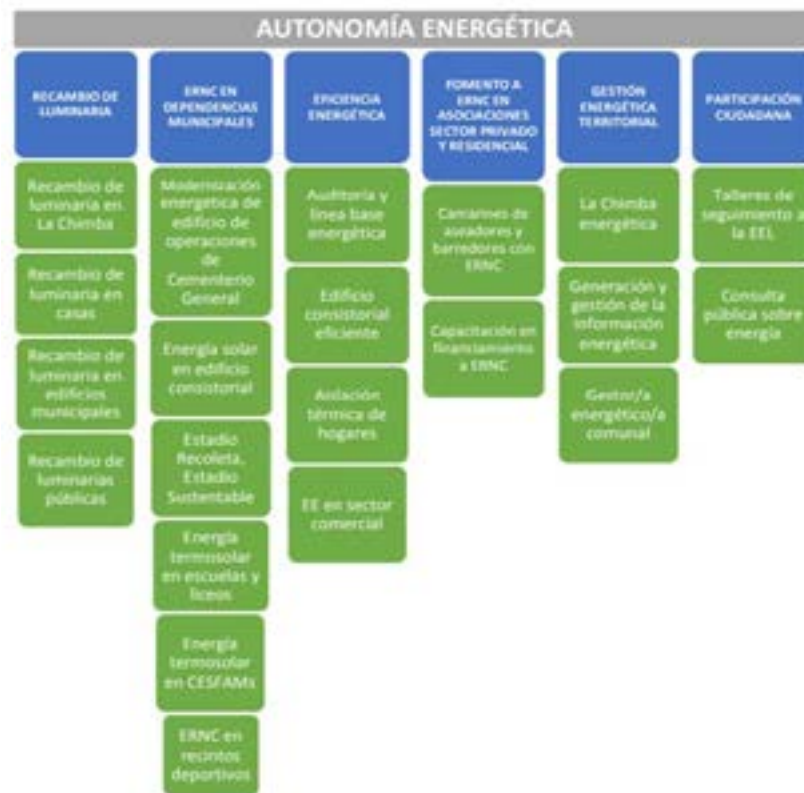 AUTONOMÍA ENERGÉTICA
RECAMBIO DE
LUMINARIA
Recambio de
luminaria en
La Chimba
Recambio de
luminaria en
casas
Recambio de
luminaria en
edificios
municipales
Recambio de
luminarias
públicas
ERNC EN
DEPENDENCIAS
MUNICIPALES
Modernización
energética de
edificio de
operaciones
de
Cementerio
General
Energía solar
en edificio
consistorial
Estadio
Recoleta,
Estadio
Sustentable
Energía
termosolar
en escuelas y
liceos
Energía
termosolar
en CESFAMs
ERNC en
recintos
deportivos
EFICIENCIA
ENERGÉTICA
Auditoría y
línea base
energética
Edificio
consistorial
eficiente
Aislación
térmica de
hogares
EE en sector
comercial
FOMENTO A
ERNC EN
ASOCIACIONES
SECTOR PRIVADO
Y RESIDENCIAL
Camarines de
aseadores y
barredores con
ERNC
Capacitación en
financiamiento
a ERNC
GESTIÓN
ENERGÉTICA
TERRITORIAL
La Chimba
energética
Generación y
gestión de la
información
energética
Gestor/a
energético/a
comunal
PARTICIPACIÓN
CIUDADANA
Talleres de
seguimiento a
la EEL
Consulta
pública sobre
energía